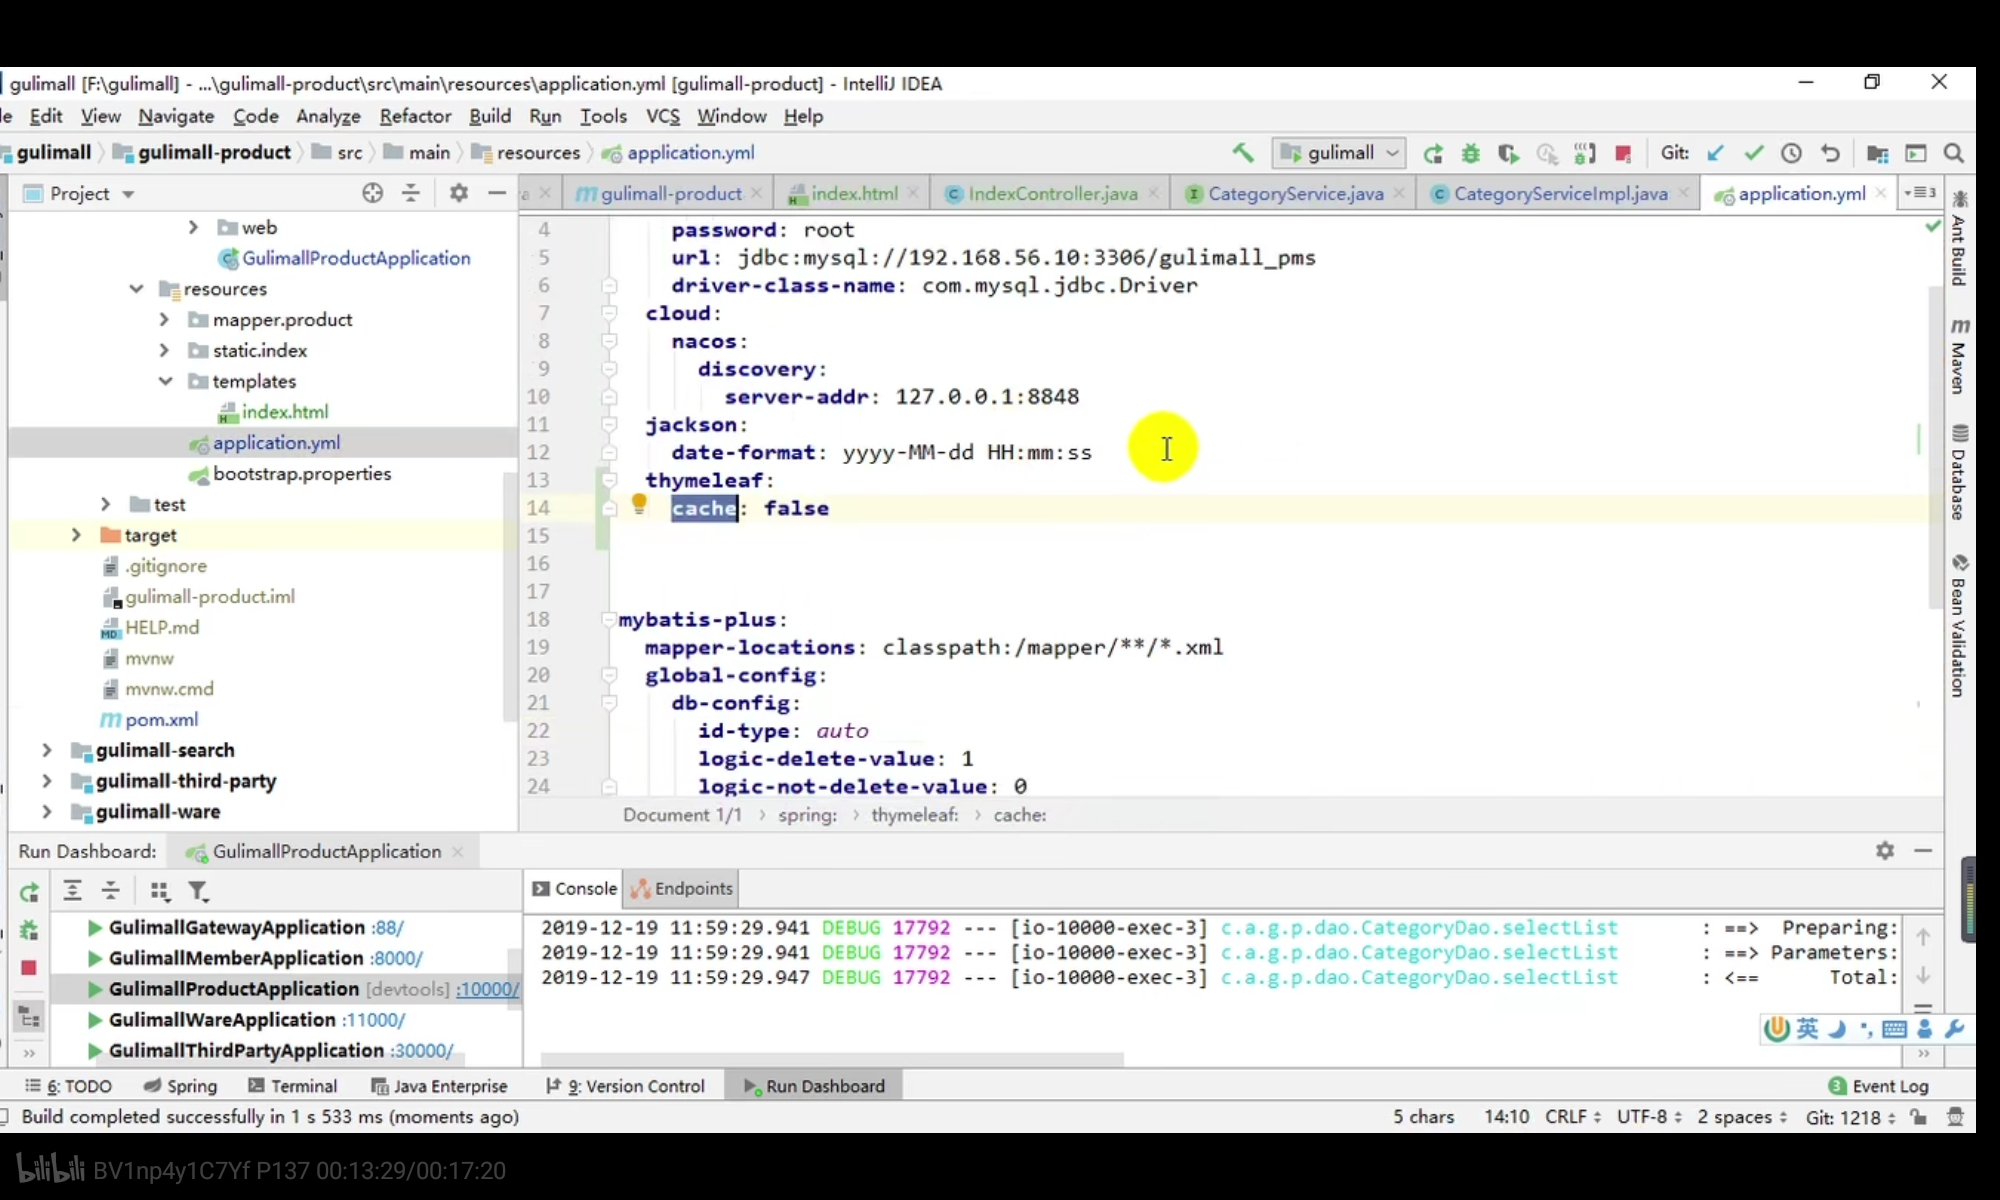 gulimall [F:\gulimall] - ...\gulimall-product\src\main\resources\application.yml [gulimall-product] - IntelliJ IDEA
le Edit View Navigate Code Analyze Refactor Build Run Tools VCS Window Help
gulimall gulimall-product src main resources application.yml gulimall Git:
Project
a gulimall-product index.html IndexController.java CategoryService.java CategoryServiceImpl.java application.yml 3
web
GulimallProductApplication
resources
mapper.product
static.index
templates
index.html
application.yml
bootstrap.properties
test
target
.gitignore
gulimall-product.iml
HELP.md
mvnw
mvnw.cmd
pom.xml
gulimall-search
gulimall-third-party
gulimall-ware
4 password: root
5 url: jdbc:mysql://192.168.56.10:3306/gulimall_pms
6 driver-class-name: com.mysql.jdbc.Driver
7 cloud:
8 nacos:
9 discovery:
10 server-addr: 127.0.0.1:8848
11 jackson:
12 date-format: yyyy-MM-dd HH:mm:ss
13 thymeleaf:
14 cache: false
15
16
17
18 mybatis-plus:
19 mapper-locations: classpath:/mapper/**/*.xml
20 global-config:
21 db-config:
22 id-type: auto
23 logic-delete-value: 1
24 logic-not-delete-value: 0
Document 1/1 › spring: › thymeleaf: › cache:
Ant Build
Maven
Database
Bean Validation
Run Dashboard: GulimallProductApplication
GulimallGatewayApplication :88/
GulimallMemberApplication :8000/
GulimallProductApplication [devtools] :10000/
GulimallWareApplication :11000/
GulimallThirdPartyApplication :30000/
Console Endpoints
2019-12-19 11:59:29.941 DEBUG 17792 --- [io-10000-exec-3] c.a.g.p.dao.CategoryDao.selectList : ==> Preparing:
2019-12-19 11:59:29.941 DEBUG 17792 --- [io-10000-exec-3] c.a.g.p.dao.CategoryDao.selectList : ==> Parameters:
2019-12-19 11:59:29.947 DEBUG 17792 --- [io-10000-exec-3] c.a.g.p.dao.CategoryDao.selectList : <== Total:
英
6: TODO Spring Terminal Java Enterprise 9: Version Control Run Dashboard 3 Event Log
Build completed successfully in 1 s 533 ms (moments ago) 5 chars 14:10 CRLF UTF-8 2 spaces Git: 1218
bilibili BV1np4y1C7Yf P137 00:13:29/00:17:20